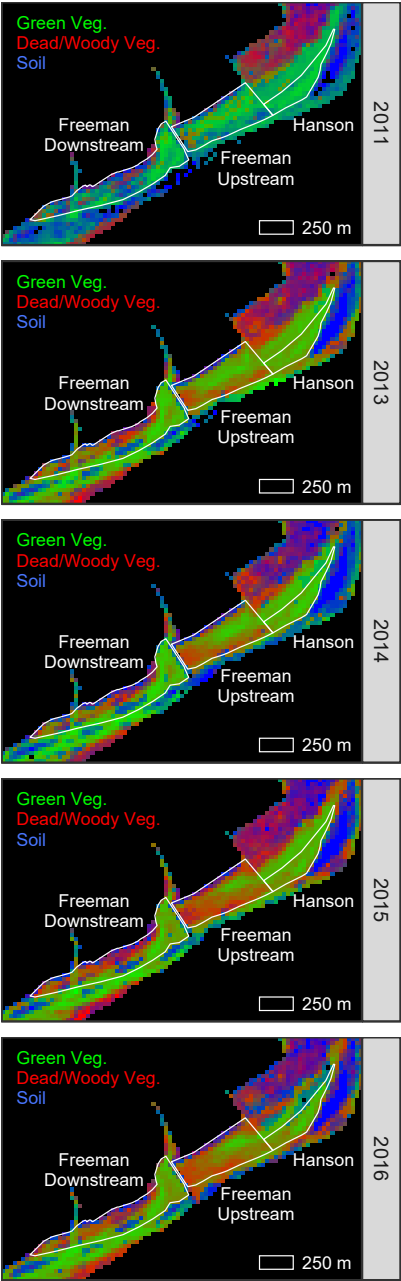 Green Veg.
Dead/Woody Veg.
Soil
Freeman
Downstream
Hanson
Freeman
Upstream
250 m
2011
Green Veg.
Dead/Woody Veg.
Soil
Freeman
Downstream
Hanson
Freeman
Upstream
250 m
2013
Green Veg.
Dead/Woody Veg.
Soil
Freeman
Downstream
Hanson
Freeman
Upstream
250 m
2014
Green Veg.
Dead/Woody Veg.
Soil
Freeman
Downstream
Hanson
Freeman
Upstream
250 m
2015
Green Veg.
Dead/Woody Veg.
Soil
Freeman
Downstream
Hanson
Freeman
Upstream
250 m
2016